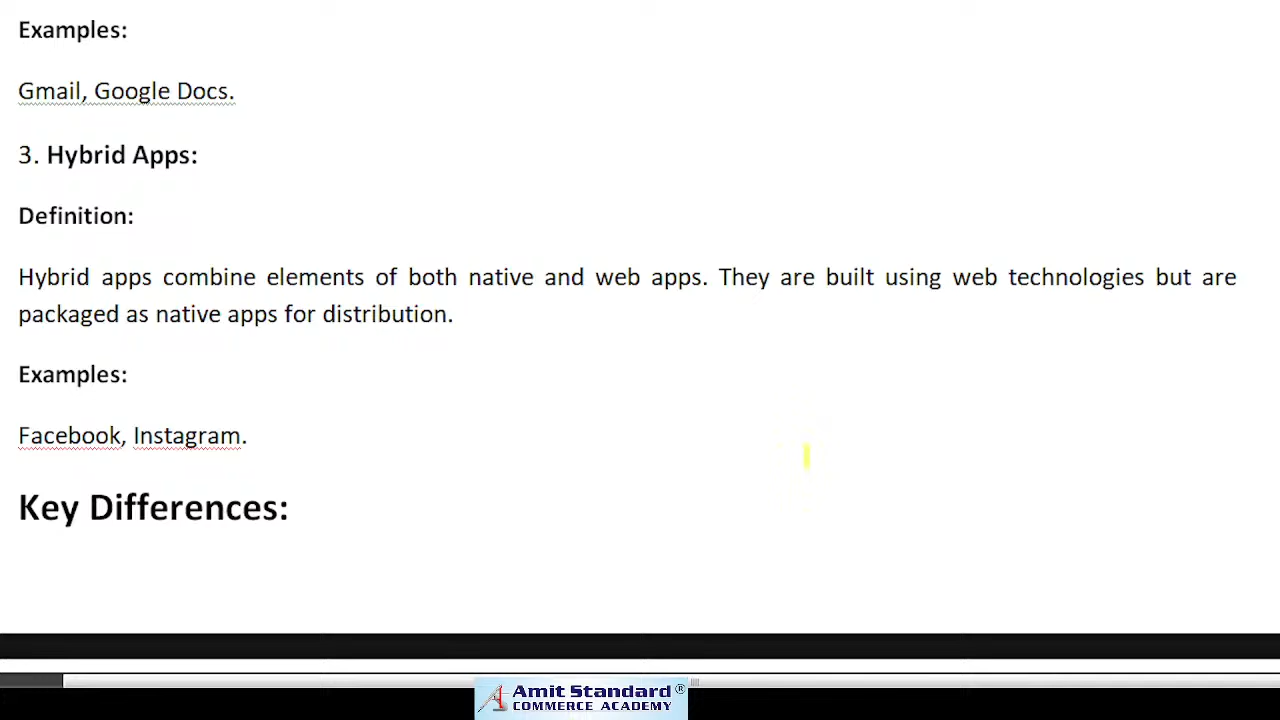 Examples:
Gmail, Google Docs.
3. Hybrid Apps:
Definition:
Hybrid apps combine elements of both native and web apps. They are built using web technologies but are
packaged as native apps for distribution.
Examples:
Facebook, Instagram.
Key Differences:
Amit Standard®
COMMERCE ACADEMY